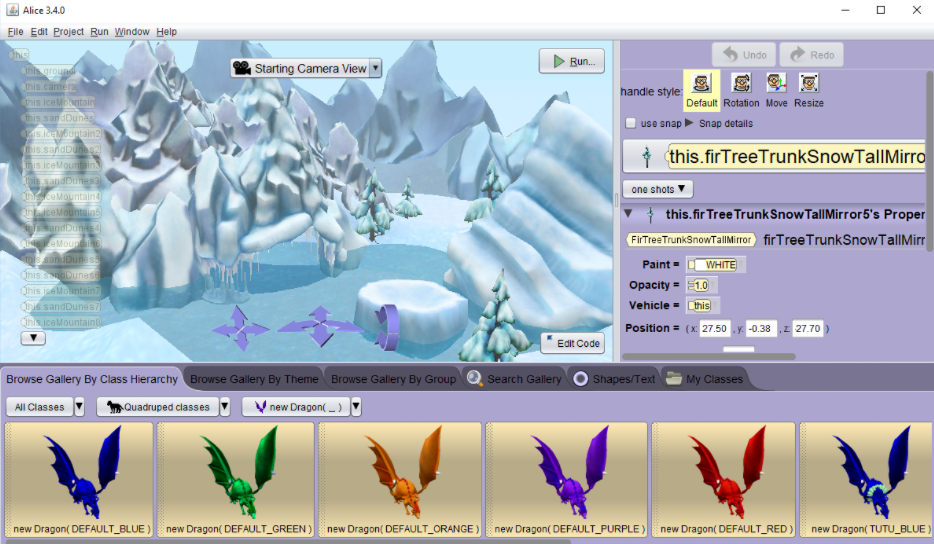 Alice 3.4.0
File Edit Project Run Window Help
this
this.ground
this.camera
this.iceMountain
this.sandDunes
this.iceMountain2
this.sandDunes2
this.iceMountain3
this.sandDunes3
this.iceMountain4
this.iceMountain5
this.sandDunes4
this.iceMountain6
this.sandDunes5
this.sandDunes6
this.iceMountain7
this.sandDunes7
this.iceMountain8
Starting Camera View
Run...
Edit Code
Undo Redo
handle style:
Default Rotation Move Resize
use snap Snap details
this.firTreeTrunkSnowTallMirro
one shots
this.firTreeTrunkSnowTallMirror5's Proper
FirTreeTrunkSnowTallMirror firTreeTrunkSnowTallMirr
Paint = WHITE
Opacity = 1.0
Vehicle = this
Position = ( x: 27.50 , y: -0.38 , z: 27.70 )
Browse Gallery By Class Hierarchy Browse Gallery By Theme Browse Gallery By Group Search Gallery Shapes/Text My Classes
All Classes Quadruped classes new Dragon( _ )
new Dragon( DEFAULT_BLUE ) new Dragon( DEFAULT_GREEN ) new Dragon( DEFAULT_ORANGE ) new Dragon( DEFAULT_PURPLE ) new Dragon( DEFAULT_RED ) new Dragon( TUTU_BLUE )